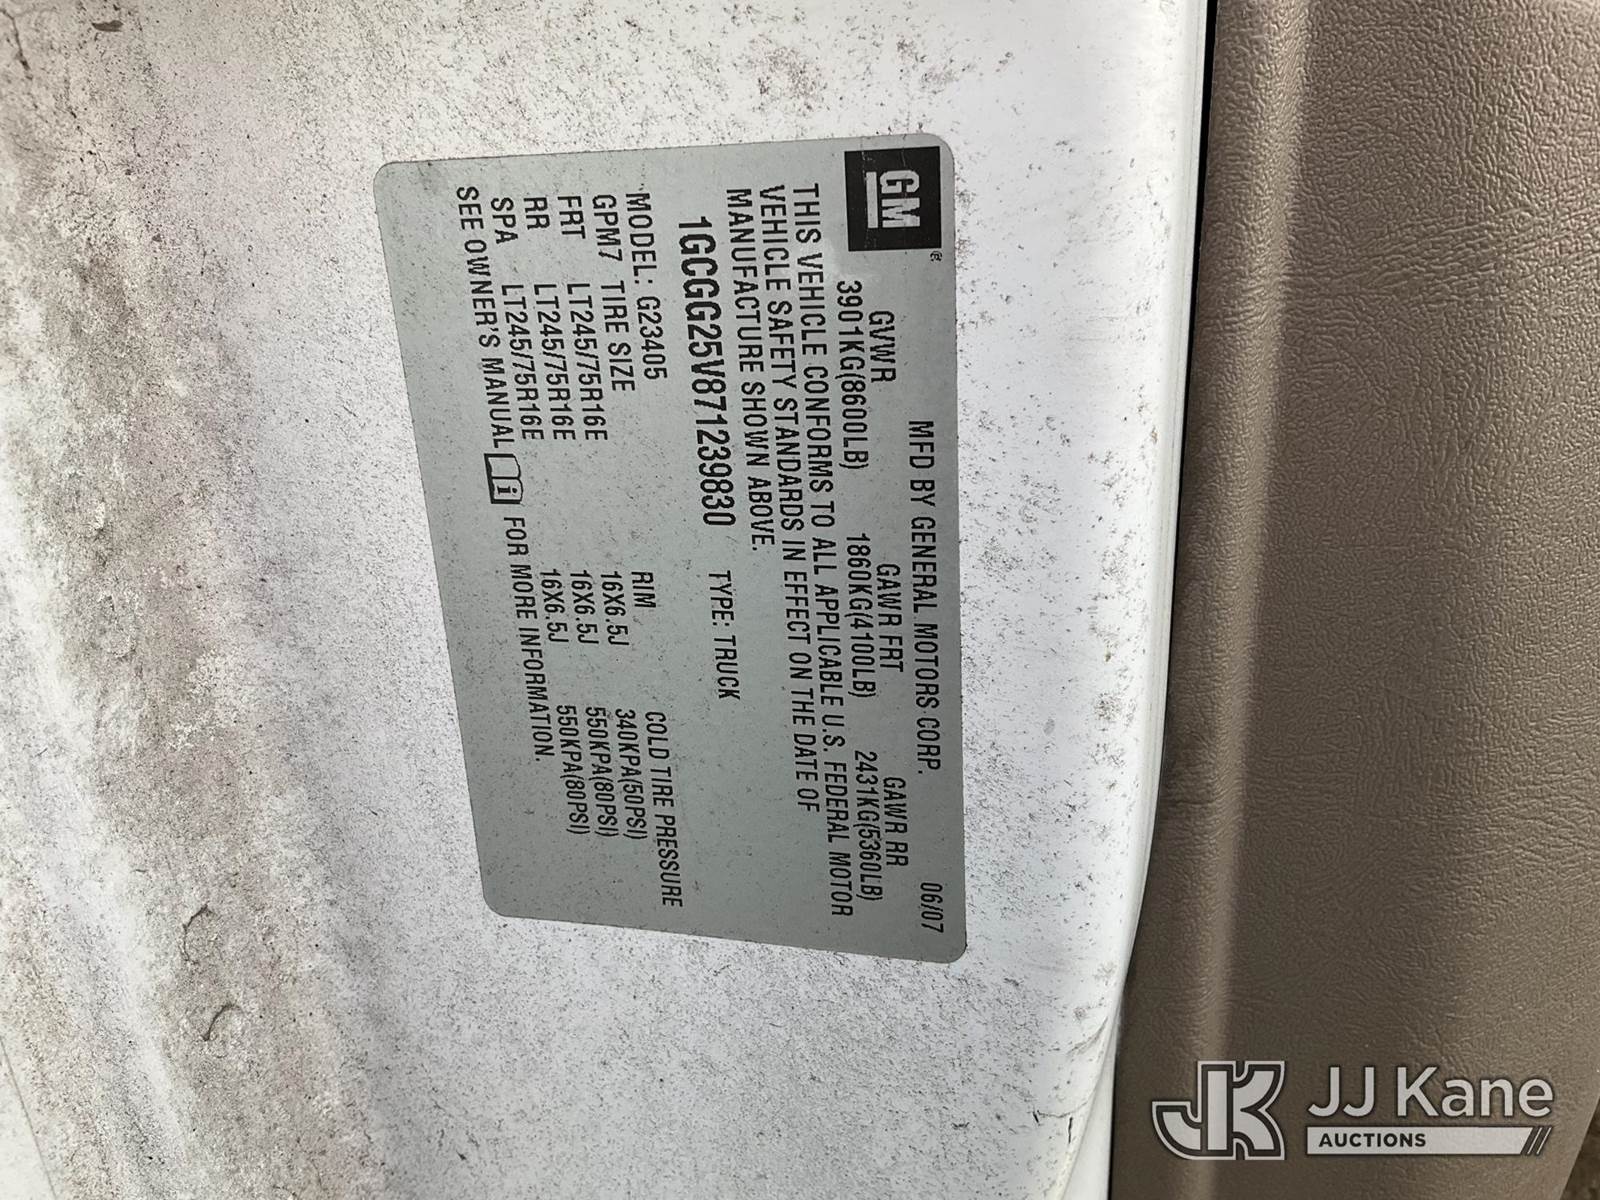 GM®
MFD BY GENERAL MOTORS CORP. 06/07
GVWR GAWR FRT GAWR RR
3901KG(8600LB) 1860KG(4100LB) 2431KG(5360LB)
THIS VEHICLE CONFORMS TO ALL APPLICABLE U.S. FEDERAL MOTOR
VEHICLE SAFETY STANDARDS IN EFFECT ON THE DATE OF
MANUFACTURE SHOWN ABOVE.
1GCGG25V871239830 TYPE: TRUCK
MODEL: G23405
GPM7 TIRE SIZE RIM COLD TIRE PRESSURE
FRT LT245/75R16E 16X6.5J 340KPA(50PSI)
RR LT245/75R16E 16X6.5J 550KPA(80PSI)
SPA LT245/75R16E 16X6.5J 550KPA(80PSI)
SEE OWNER'S MANUAL i FOR MORE INFORMATION.
JK JJ Kane
AUCTIONS